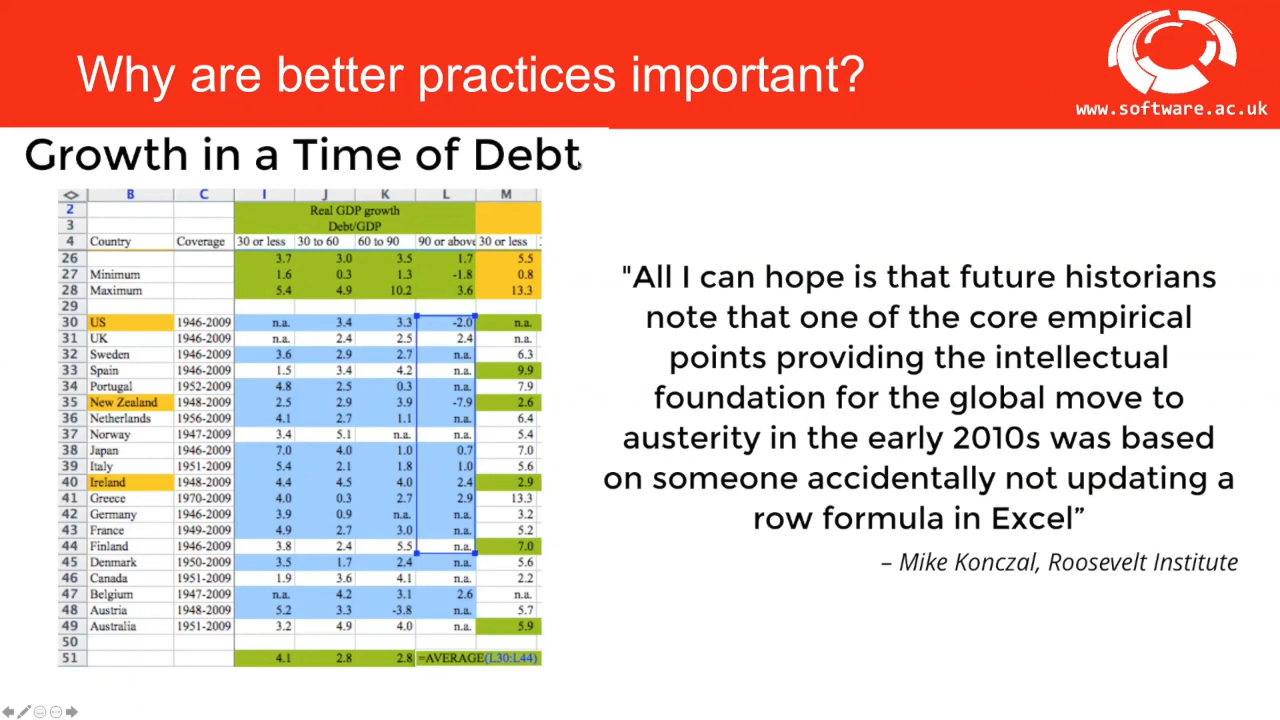 Why are better practices important?
www.software.ac.uk
Growth in a Time of Debt
B C I J K L M
2 Real GDP growth
3 Debt/GDP
4 Country Coverage 30 or less 30 to 60 60 to 90 90 or above 30 or less
26 3.7 3.0 3.5 1.7 5.5
27 Minimum 1.6 0.3 1.3 -1.8 0.8
28 Maximum 5.4 4.9 10.2 3.6 13.3
29
30 US 1946-2009 n.a. 3.4 3.3 -2.0 n.a.
31 UK 1946-2009 n.a. 2.4 2.5 2.4 n.a.
32 Sweden 1946-2009 3.6 2.9 2.7 n.a. 6.3
33 Spain 1946-2009 1.5 3.4 4.2 n.a. 9.9
34 Portugal 1952-2009 4.8 2.5 0.3 n.a. 7.9
35 New Zealand 1948-2009 2.5 2.9 3.9 -7.9 2.6
36 Netherlands 1956-2009 4.1 2.7 1.1 n.a. 6.4
37 Norway 1947-2009 3.4 5.1 n.a. n.a. 5.4
38 Japan 1946-2009 7.0 4.0 1.0 0.7 7.0
39 Italy 1951-2009 5.4 2.1 1.8 1.0 5.6
40 Ireland 1948-2009 4.4 4.5 4.0 2.4 2.9
41 Greece 1970-2009 4.0 0.3 2.7 2.9 13.3
42 Germany 1946-2009 3.9 0.9 n.a. n.a. 3.2
43 France 1949-2009 4.9 2.7 3.0 n.a. 5.2
44 Finland 1946-2009 3.8 2.4 5.5 n.a. 7.0
45 Denmark 1950-2009 3.5 1.7 2.4 n.a. 5.6
46 Canada 1951-2009 1.9 3.6 4.1 n.a. 2.2
47 Belgium 1947-2009 n.a. 4.2 3.1 2.6 n.a.
48 Austria 1948-2009 5.2 3.3 -3.8 n.a. 5.7
49 Australia 1951-2009 3.2 4.9 4.0 n.a. 5.9
50
51 4.1 2.8 2.8 =AVERAGE(L30:L44)
"All I can hope is that future historians
note that one of the core empirical
points providing the intellectual
foundation for the global move to
austerity in the early 2010s was based
on someone accidentally not updating a
row formula in Excel”
– Mike Konczal, Roosevelt Institute